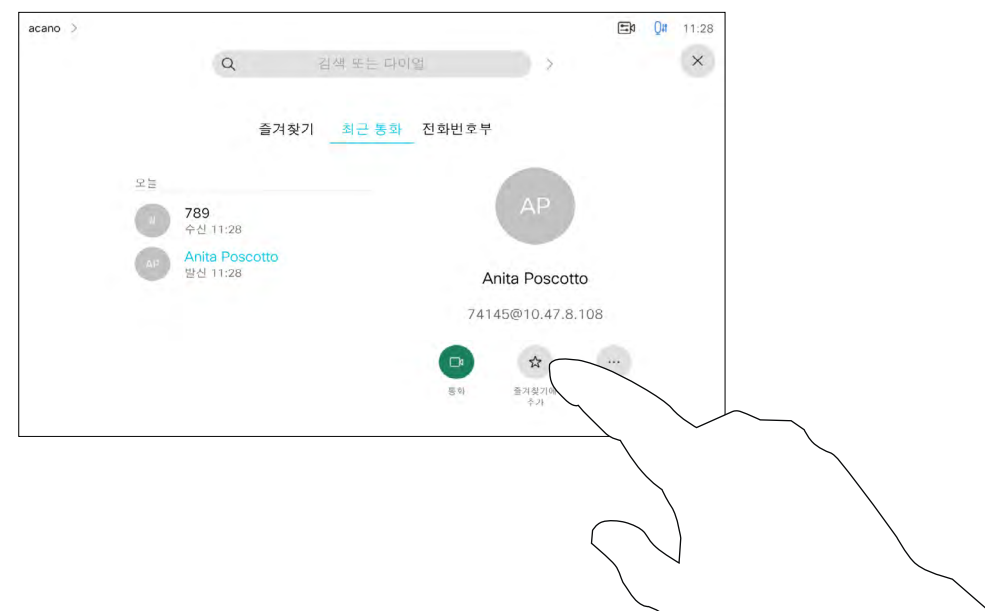 acano
11:28
검색 또는 다이얼
즐겨찾기 최근 통화 전화번호부
오늘
789
수신 11:28
AP
Anita Poscotto
발신 11:28
AP
Anita Poscotto
74145@10.47.8.108
통화
즐겨찾기에
추가